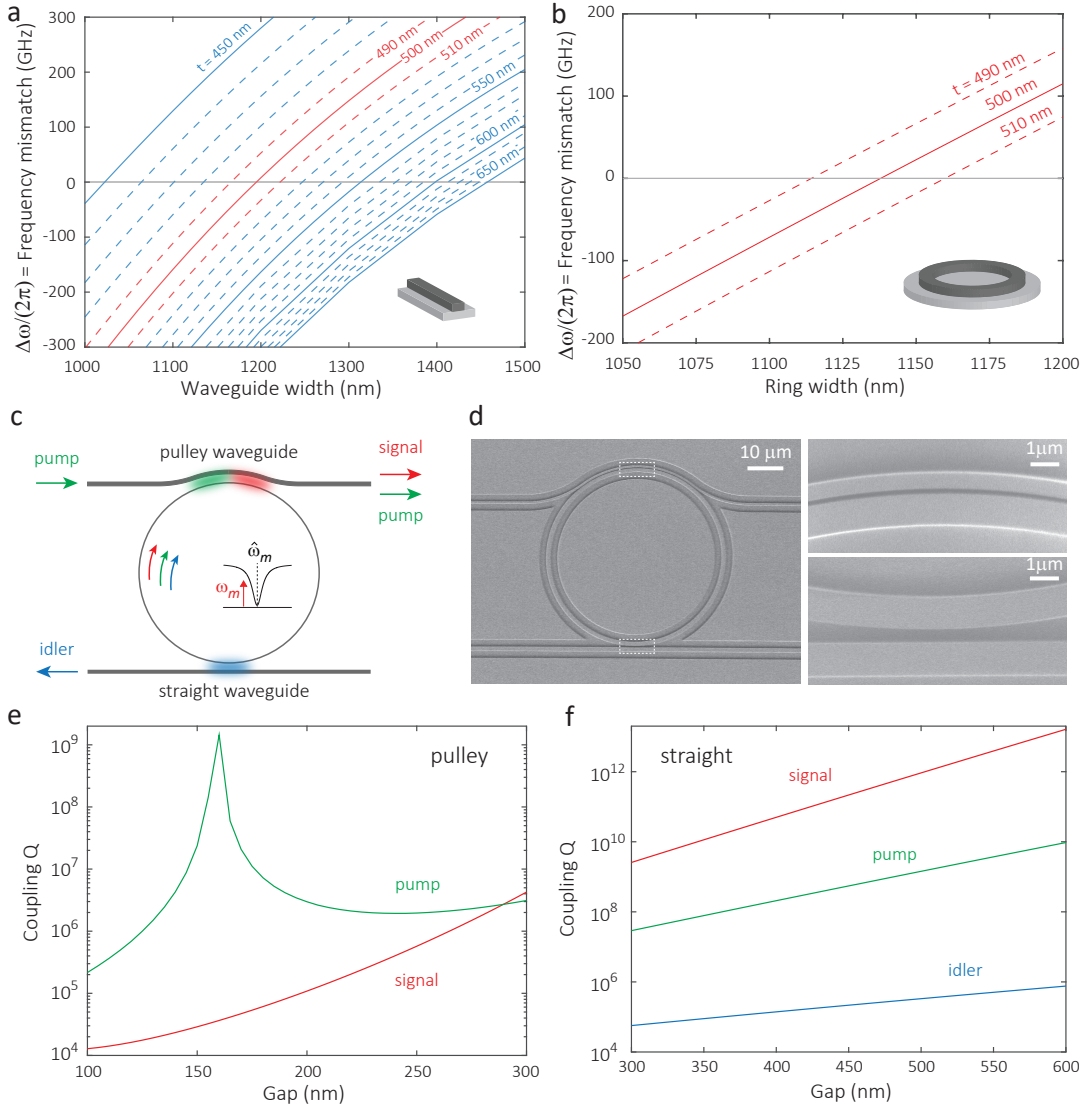 a
Δω/(2π) = Frequency mismatch (GHz)
300
200
100
0
-100
-200
-300
t = 450 nm
490 nm
500 nm
510 nm
550 nm
600 nm
650 nm
1000 1100 1200 1300 1400 1500
Waveguide width (nm)
b
Δω/(2π) = Frequency mismatch (GHz)
200
100
0
-100
-200
t = 490 nm
500 nm
510 nm
1050 1075 1100 1125 1150 1175 1200
Ring width (nm)
c
pulley waveguide
pump
signal
pump
ω̂m
ωm
idler
straight waveguide
d
10 μm
1μm
1μm
e
pulley
Coupling Q
10⁹
10⁸
10⁷
10⁶
10⁵
10⁴
pump
signal
100 150 200 250 300
Gap (nm)
f
straight
Coupling Q
10¹²
10¹⁰
10⁸
10⁶
10⁴
signal
pump
idler
300 350 400 450 500 550 600
Gap (nm)